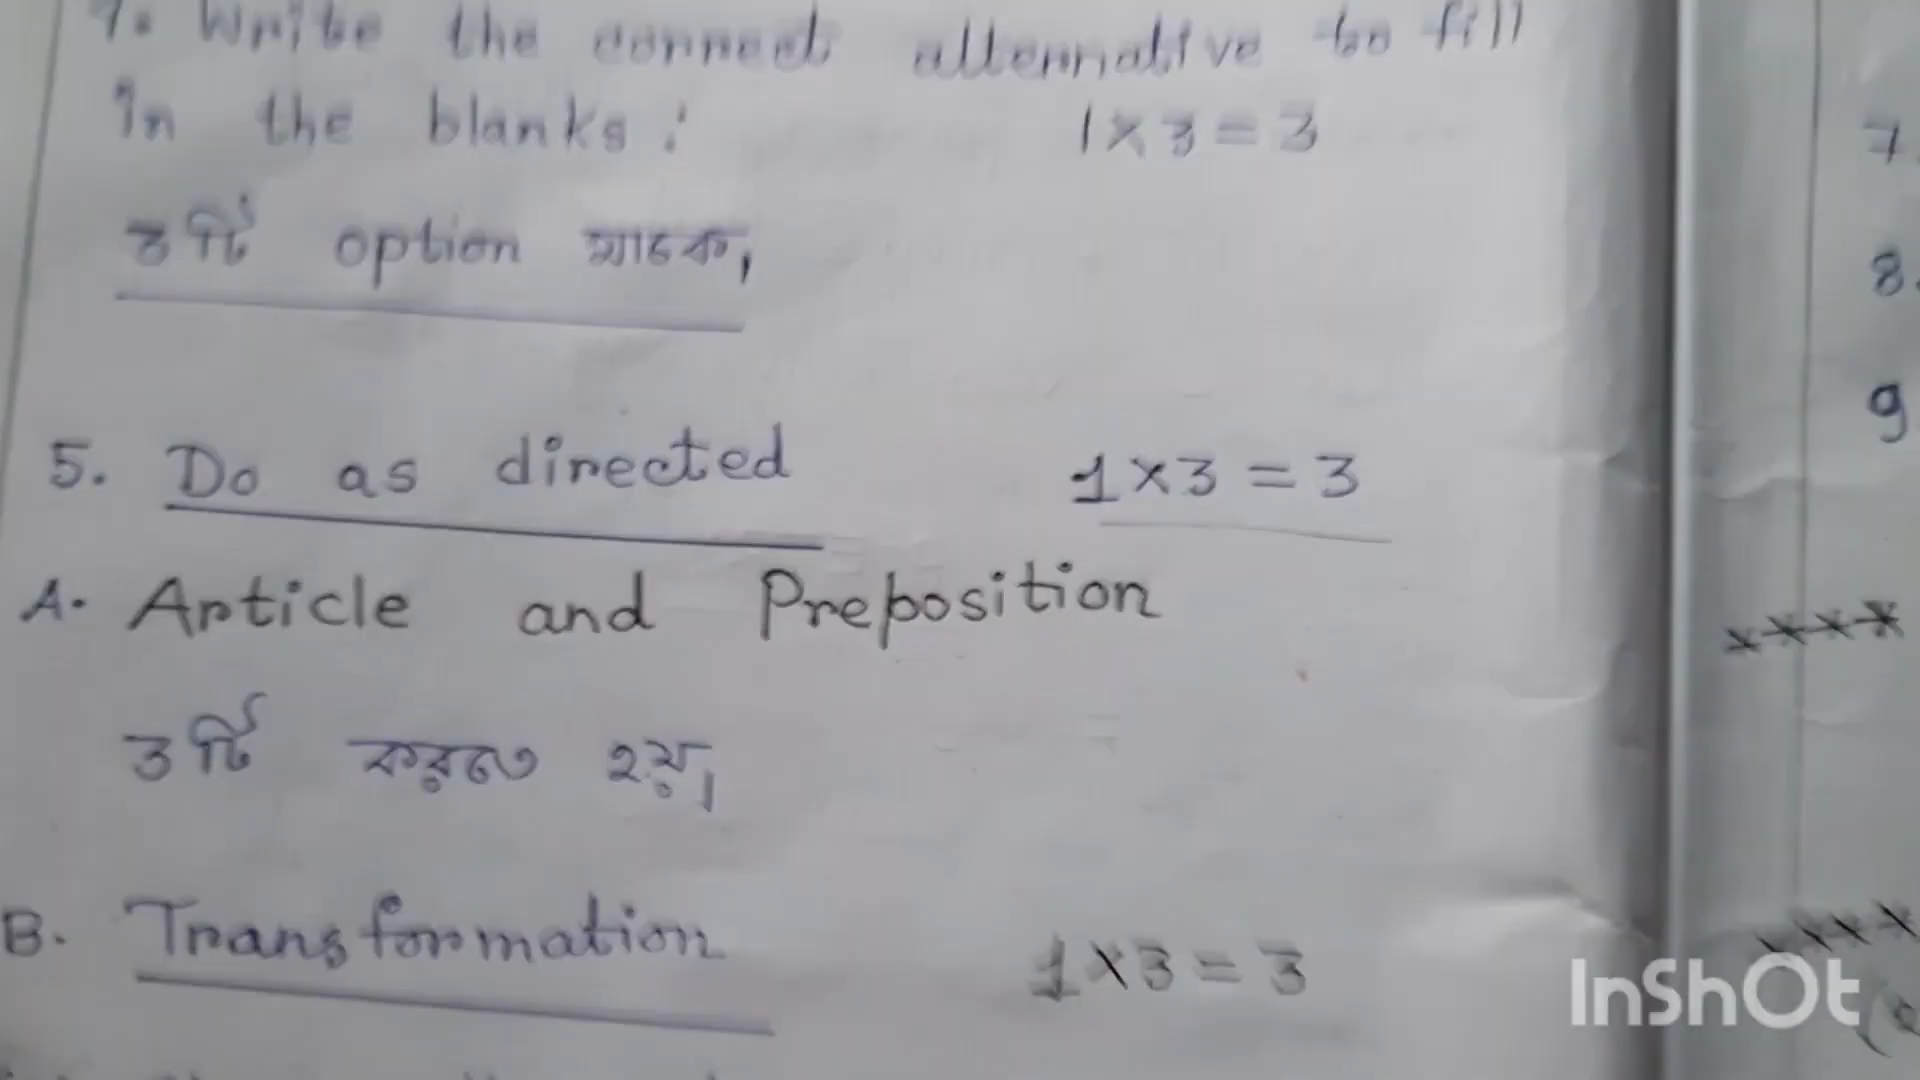 Write the correct alternative to fill
in the blanks:
1×3=3
৩টি option থাকে।
5. Do as directed
1×3=3
A. Article and Preposition
৩টি করতে হয়।
B. Transformation
1×3=3
7.
8.
9
××××
××××
InShOt